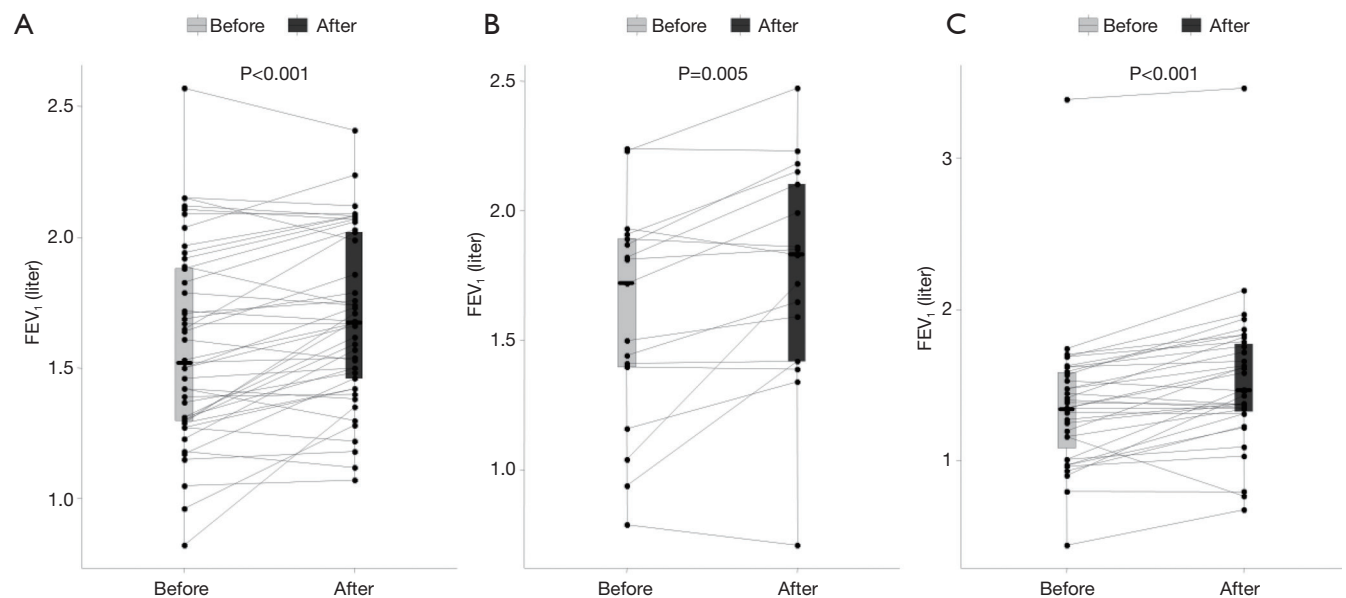 A
Before
After
P<0.001
FEV1 (liter)
2.5
2.0
1.5
1.0
Before
After
B
Before
After
P=0.005
FEV1 (liter)
2.5
2.0
1.5
1.0
Before
After
C
Before
After
P<0.001
FEV1 (liter)
3
2
1
Before
After